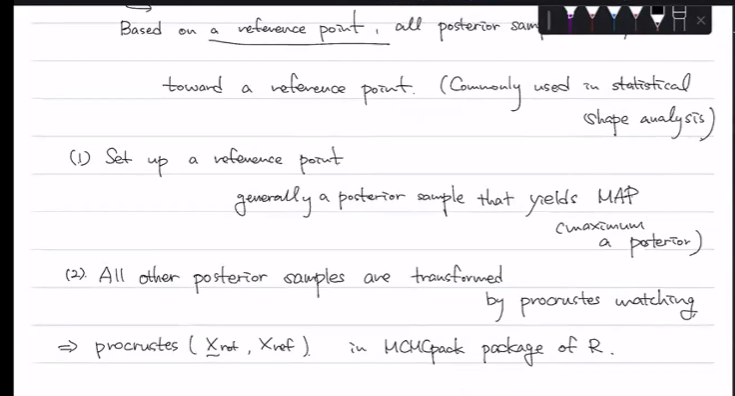 Based on a reference point, all posterior sam
toward a reference point. (Commonly used in statistical
shape analysis)
(1) Set up a reference point
generally a posterior sample that yields MAP
(maximum
a posterior)
(2). All other posterior samples are transformed
by procrustes matching
⇒ procrustes ( Xrot , Xref ) in MCMCpack package of R.